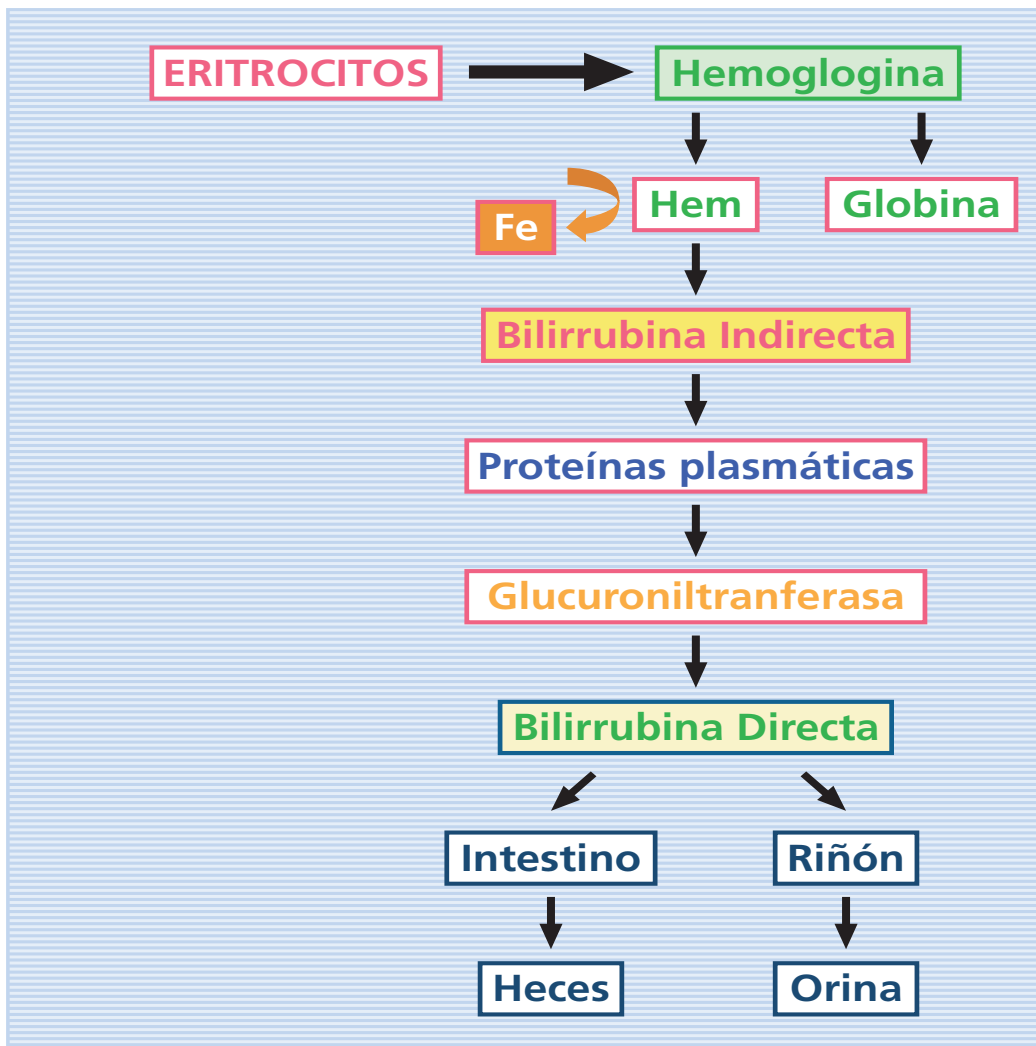 ERITROCITOS
Hemoglogina
Hem
Globina
Fe
Bilirrubina Indirecta
Proteínas plasmáticas
Glucuroniltranferasa
Bilirrubina Directa
Intestino
Riñón
Heces
Orina